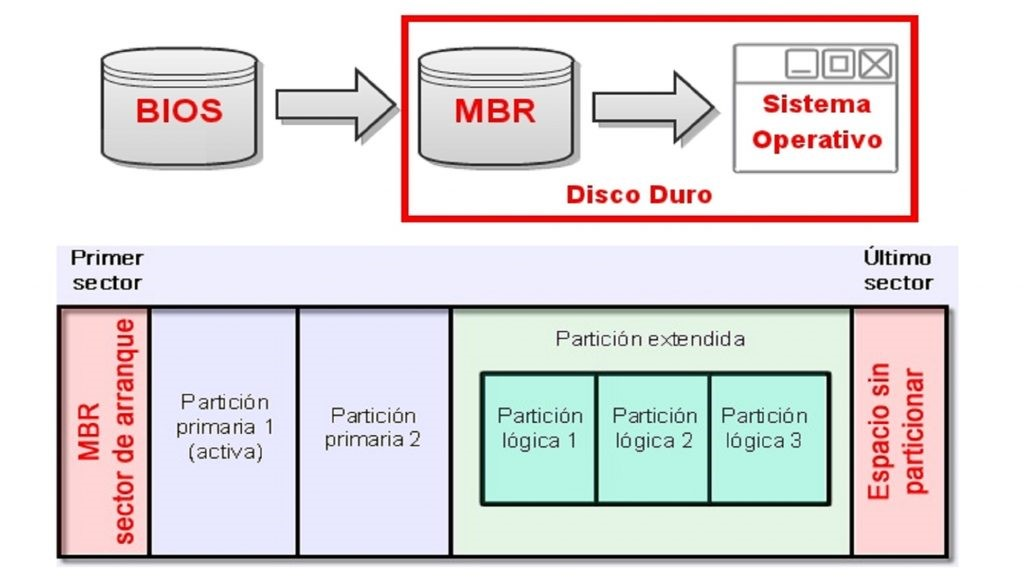 BIOS
MBR
Sistema
Operativo
Disco Duro
Primer
sector
Último
sector
MBR
sector de arranque
Partición
primaria 1
(activa)
Partición
primaria 2
Partición extendida
Partición
lógica 1
Partición
lógica 2
Partición
lógica 3
Espacio sin
particionar